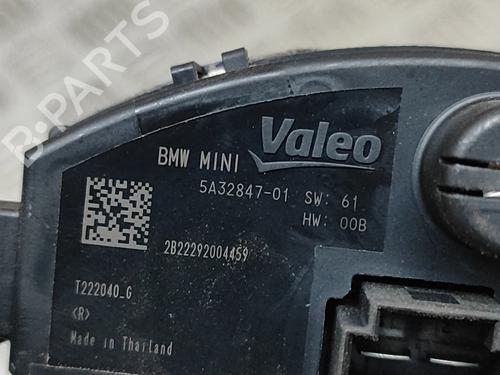 B-PARTS
BMW MINI Valeo
5A32847-01 SW: 61
HW: 00B
2B22292004459
T222040_G
<R>
Made in Thailand